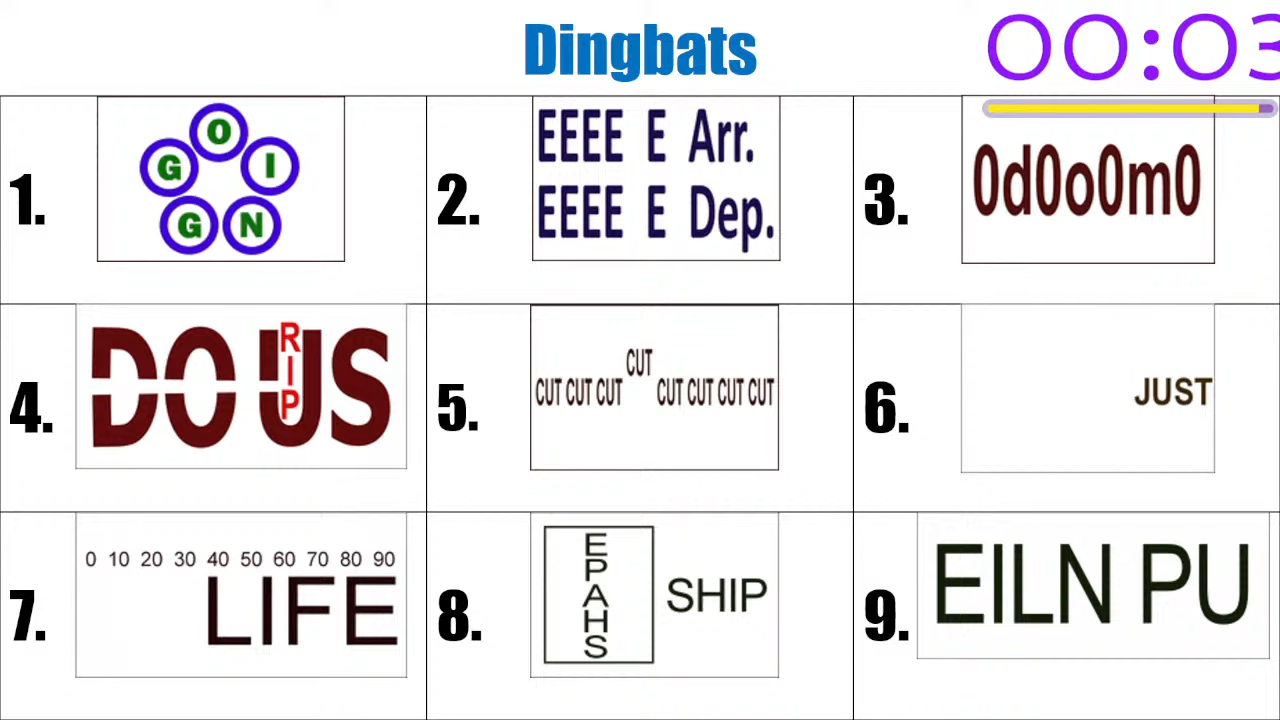 Dingbats
00:03
1.
G O I N G
2.
EEEE E Arr.
EEEE E Dep.
3.
0d0o0m0
4.
DO US
RIP
5.
CUT
CUT CUT CUT CUT CUT CUT CUT
6.
JUST
7.
0 10 20 30 40 50 60 70 80 90
LIFE
8.
E
P
A
H
S
SHIP
9.
EILN PU